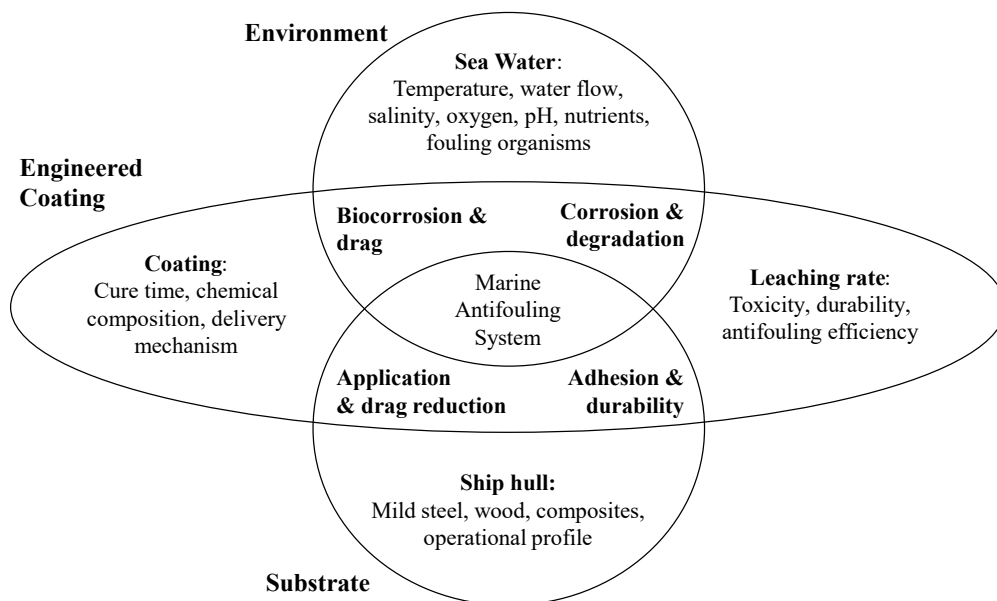 Environment
Sea Water:
Temperature, water flow,
salinity, oxygen, pH, nutrients,
fouling organisms
Engineered
Coating
Biocorrosion &
drag
Corrosion &
degradation
Coating:
Cure time, chemical
composition, delivery
mechanism
Marine
Antifouling
System
Leaching rate:
Toxicity, durability,
antifouling efficiency
Application
& drag reduction
Adhesion &
durability
Ship hull:
Mild steel, wood, composites,
operational profile
Substrate